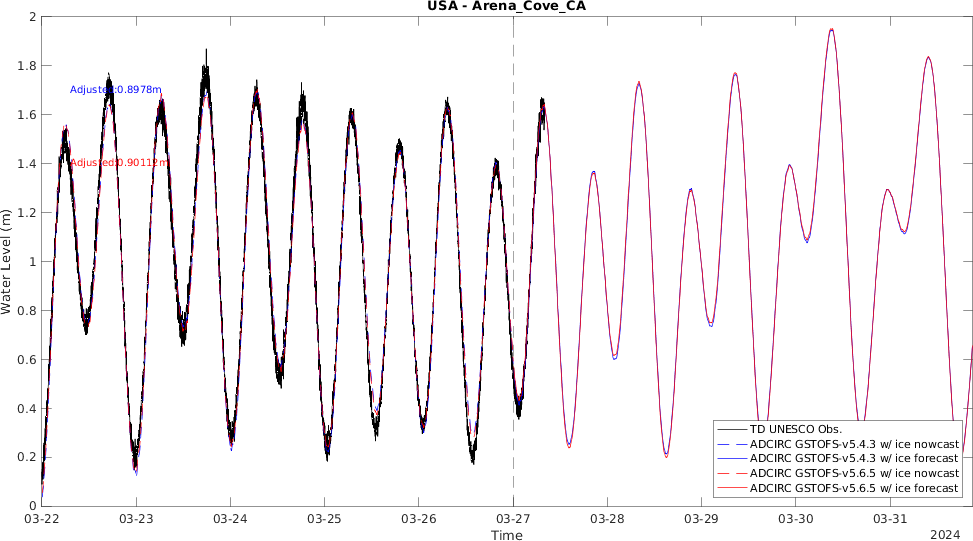 USA - Arena_Cove_CA
2
1.8
1.6
1.4
1.2
1
0.8
0.6
0.4
0.2
0
Water Level (m)
Adjusted:0.8978m
Adjusted:0.90112m
TD UNESCO Obs.
ADCIRC GSTOFS-v5.4.3 w/ ice nowcast
ADCIRC GSTOFS-v5.4.3 w/ ice forecast
ADCIRC GSTOFS-v5.6.5 w/ ice nowcast
ADCIRC GSTOFS-v5.6.5 w/ ice forecast
03-22 03-23 03-24 03-25 03-26 03-27 03-28 03-29 03-30 03-31
Time
2024